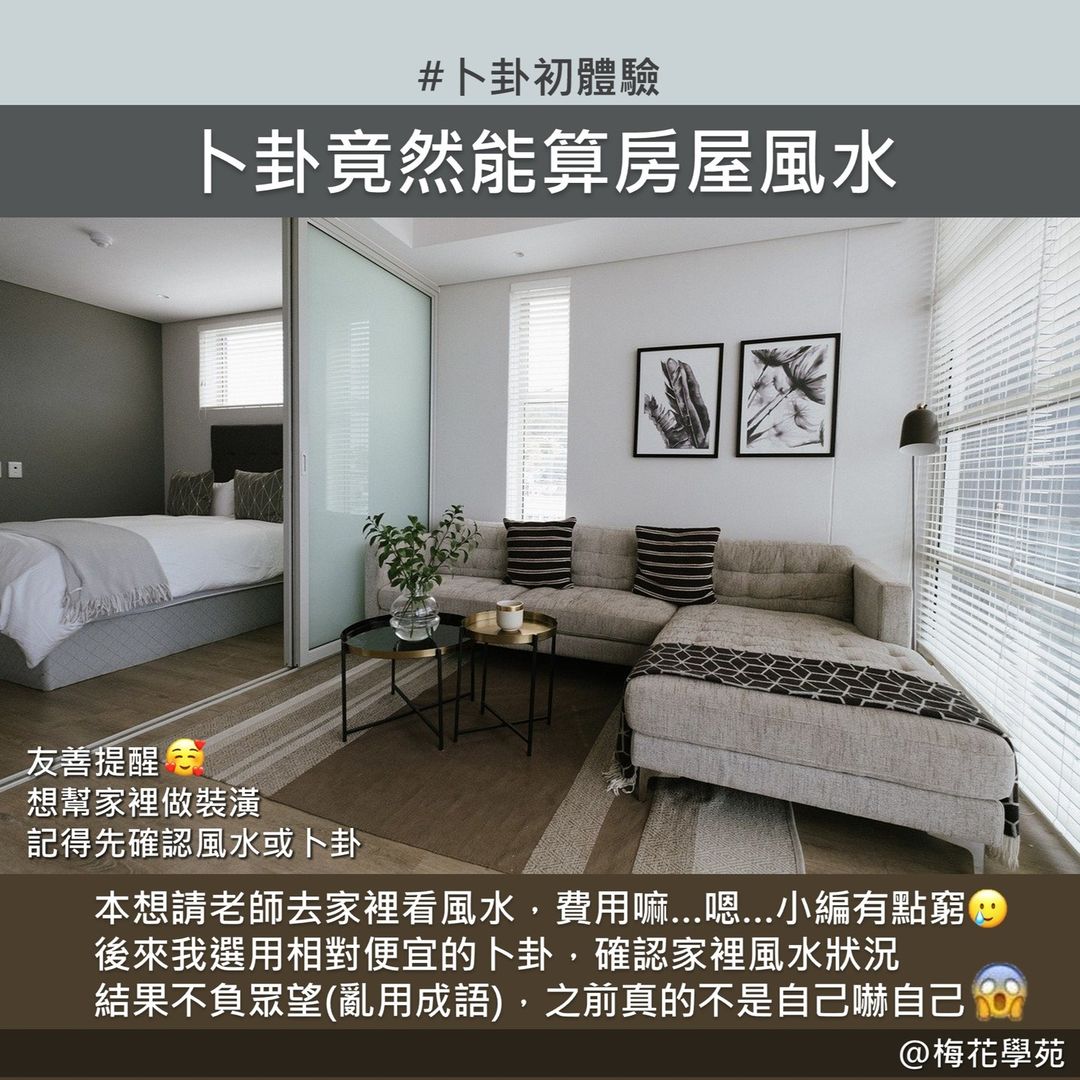 #卜卦初體驗
卜卦竟然能算房屋風水
友善提醒🥰
想幫家裡做裝潢
記得先確認風水或卜卦
本想請老師去家裡看風水，費用嘛...嗯...小編有點窮🥲
後來我選用相對便宜的卜卦，確認家裡風水狀況
結果不負眾望(亂用成語)，之前真的不是自己嚇自己😱
@梅花學苑